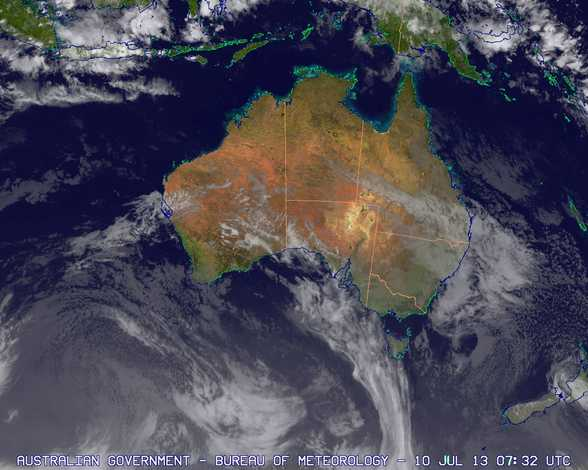 AUSTRALIAN GOVERNMENT - BUREAU OF METEOROLOGY - 10 JUL 13 07:32 UTC